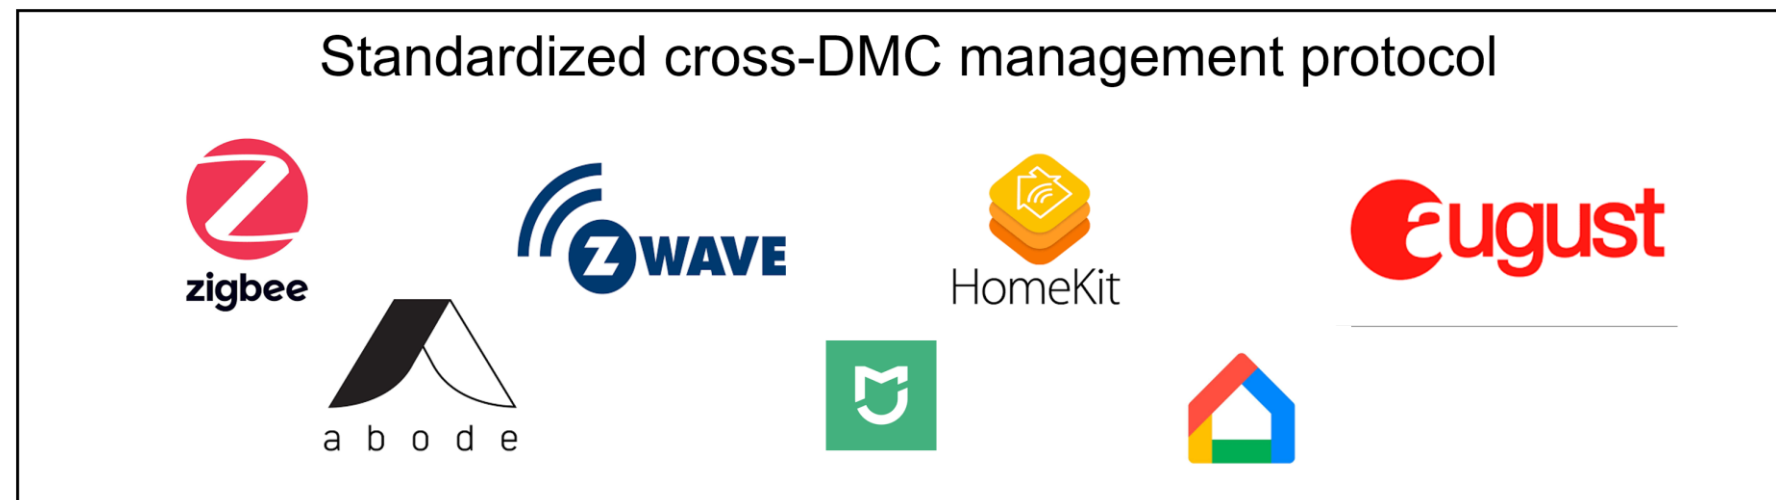 Standardized cross-DMC management protocol
zigbee
Z WAVE
HomeKit
august
abode